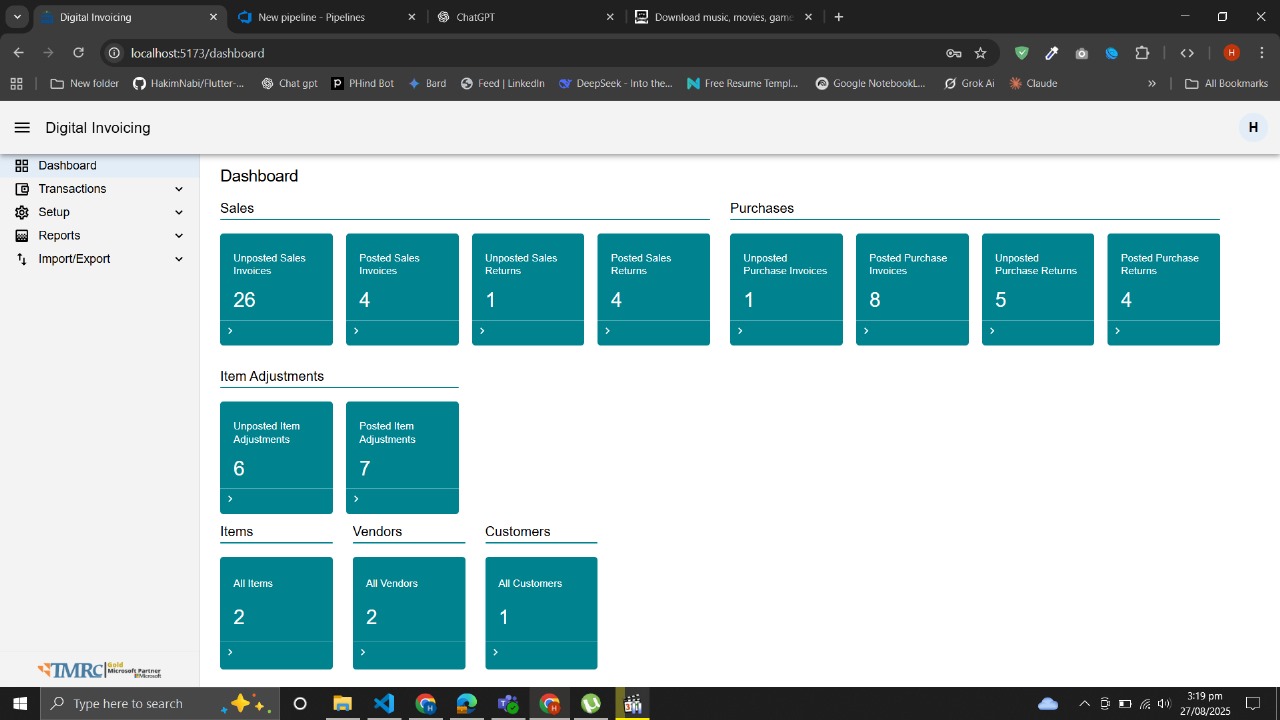 Digital Invoicing
New pipeline - Pipelines
ChatGPT
Download music, movies, game
localhost:5173/dashboard
H
New folder
HakimNabi/Flutter-...
Chat gpt
PHind Bot
Bard
Feed | LinkedIn
DeepSeek - Into the...
Free Resume Templ...
Google NotebookL...
Grok Ai
Claude
All Bookmarks
Digital Invoicing
H
Dashboard
Transactions
Setup
Reports
Import/Export
Dashboard
Sales
Purchases
Unposted Sales
Invoices
26
Posted Sales
Invoices
4
Unposted Sales
Returns
1
Posted Sales
Returns
4
Unposted
Purchase Invoices
1
Posted Purchase
Invoices
8
Unposted
Purchase Returns
5
Posted Purchase
Returns
4
Item Adjustments
Unposted Item
Adjustments
6
Posted Item
Adjustments
7
Items
Vendors
Customers
All Items
2
All Vendors
2
All Customers
1
TMRC
Gold
Microsoft Partner
Microsoft
Type here to search
3:19 pm
27/08/2025